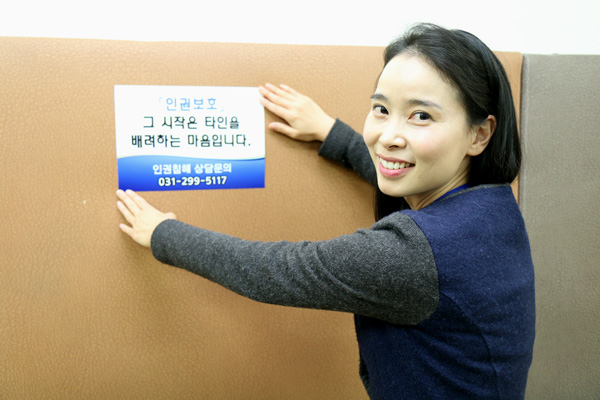 「인권보호」
그 시작은 타인을
배려하는 마음입니다.
인권침해 상담문의
031-299-5117